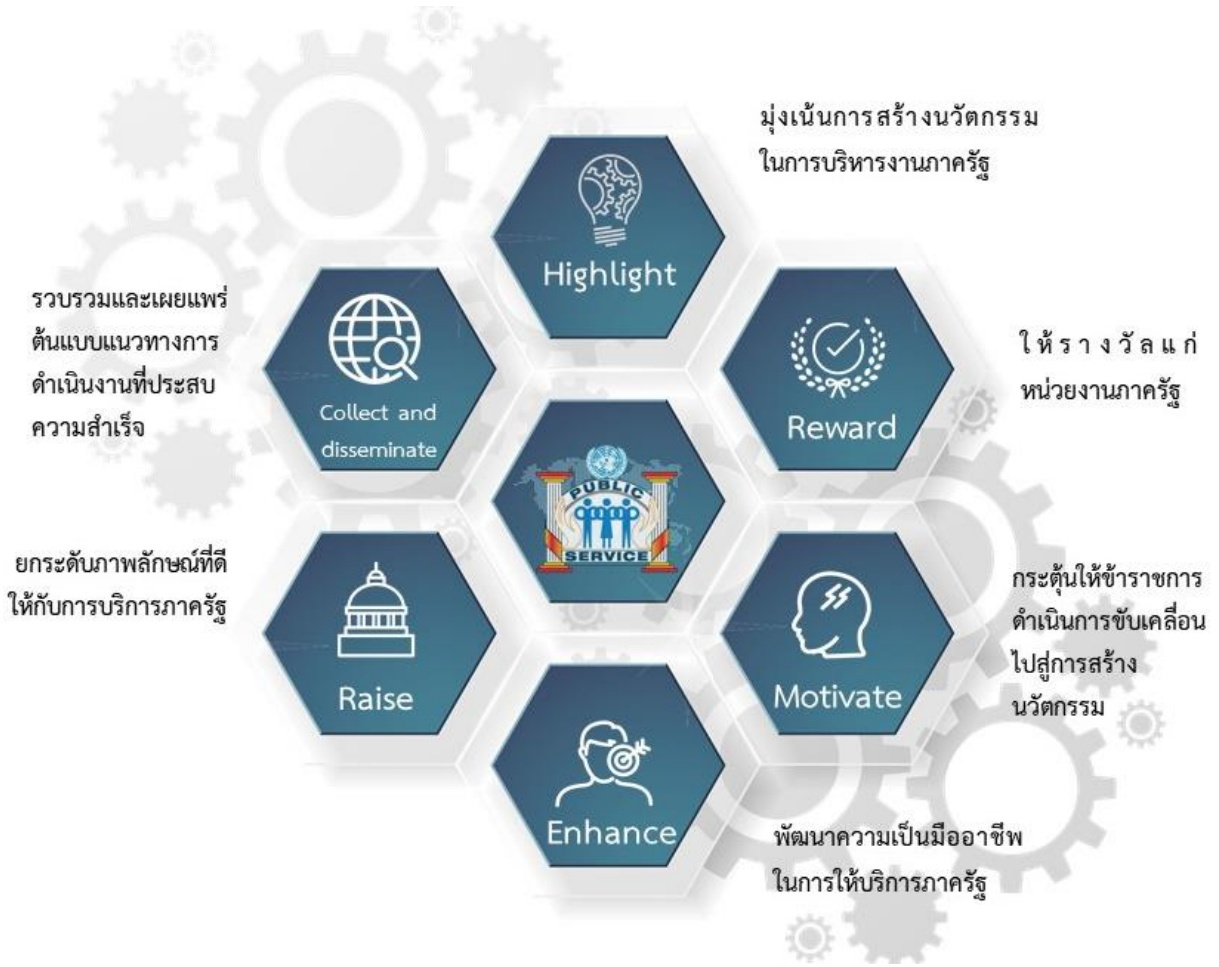 มุ่งเน้นการสร้างนวัตกรรม
ในการบริหารงานภาครัฐ
Highlight
รวบรวมและเผยแพร่
ต้นแบบแนวทางการ
ดำเนินงานที่ประสบ
ความสำเร็จ
Collect and
disseminate
ให้รางวัลแก่
หน่วยงานภาครัฐ
Reward
PUBLIC
SERVICE
ยกระดับภาพลักษณ์ที่ดี
ให้กับการบริการภาครัฐ
Raise
กระตุ้นให้ข้าราชการ
ดำเนินการขับเคลื่อน
ไปสู่การสร้าง
นวัตกรรม
Motivate
Enhance
พัฒนาความเป็นมืออาชีพ
ในการให้บริการภาครัฐ